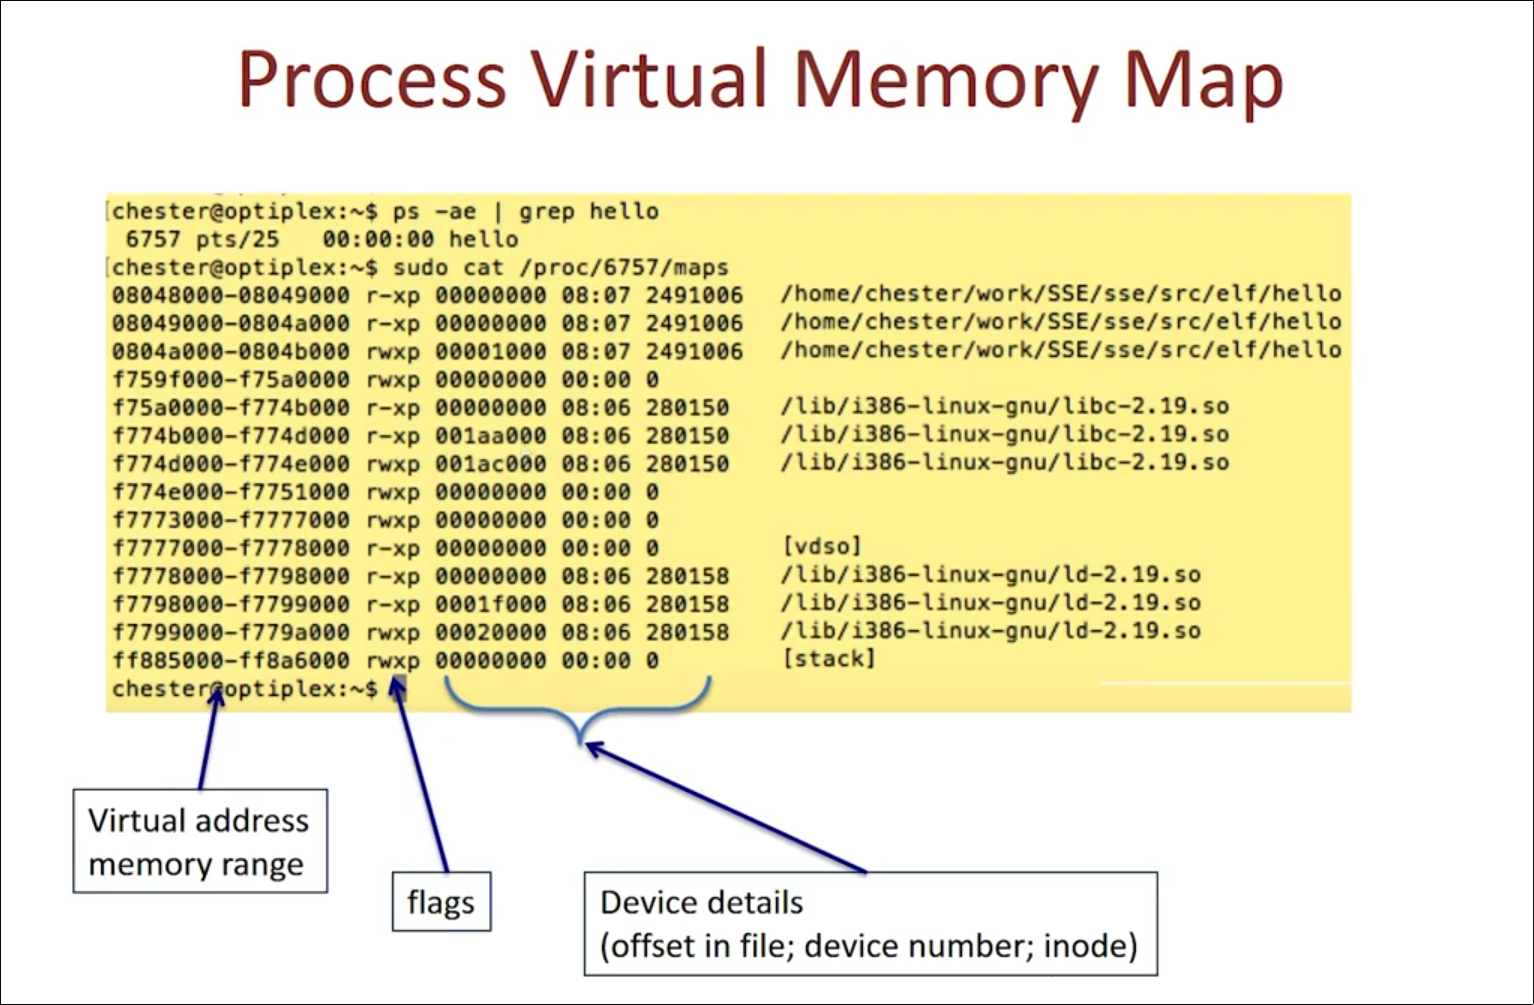 Process Virtual Memory Map
[chester@optiplex:~$ ps -ae | grep hello
6757 pts/25   00:00:00 hello
[chester@optiplex:~$ sudo cat /proc/6757/maps
08048000-08049000 r-xp 00000000 08:07 2491006   /home/chester/work/SSE/sse/src/elf/hello
08049000-0804a000 r-xp 00000000 08:07 2491006   /home/chester/work/SSE/sse/src/elf/hello
0804a000-0804b000 rwxp 00001000 08:07 2491006   /home/chester/work/SSE/sse/src/elf/hello
f759f000-f75a0000 rwxp 00000000 00:00 0
f75a0000-f774b000 r-xp 00000000 08:06 280150   /lib/i386-linux-gnu/libc-2.19.so
f774b000-f774d000 r-xp 001aa000 08:06 280150   /lib/i386-linux-gnu/libc-2.19.so
f774d000-f774e000 rwxp 001ac000 08:06 280150   /lib/i386-linux-gnu/libc-2.19.so
f774e000-f7751000 rwxp 00000000 00:00 0
f7773000-f7777000 rwxp 00000000 00:00 0
f7777000-f7778000 r-xp 00000000 00:00 0   [vdso]
f7778000-f7798000 r-xp 00000000 08:06 280158   /lib/i386-linux-gnu/ld-2.19.so
f7798000-f7799000 r-xp 0001f000 08:06 280158   /lib/i386-linux-gnu/ld-2.19.so
f7799000-f779a000 rwxp 00020000 08:06 280158   /lib/i386-linux-gnu/ld-2.19.so
ff885000-ff8a6000 rwxp 00000000 00:00 0   [stack]
chester@optiplex:~$
Virtual address
memory range
flags
Device details
(offset in file; device number; inode)